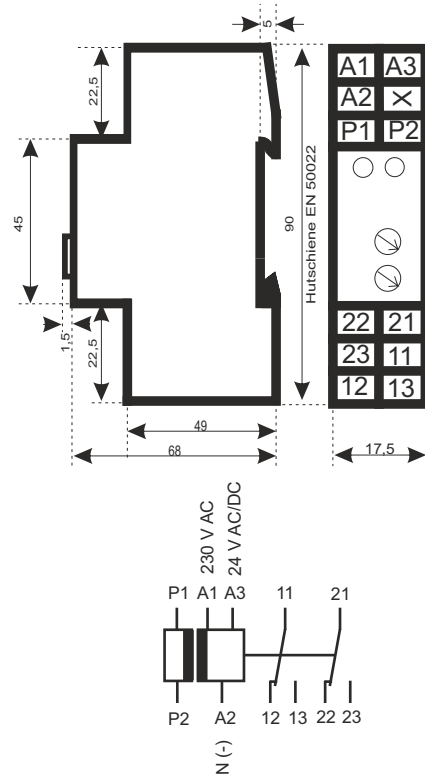 5
22,5
45
1,5
22,5
90
Hutschiene EN 50022
49
68
A1 A3
A2 X
P1 P2
22 21
23 11
12 13
17,5
230 V AC
24 V AC/DC
P1 A1 A3 11 21
P2 A2 12 13 22 23
N (-)